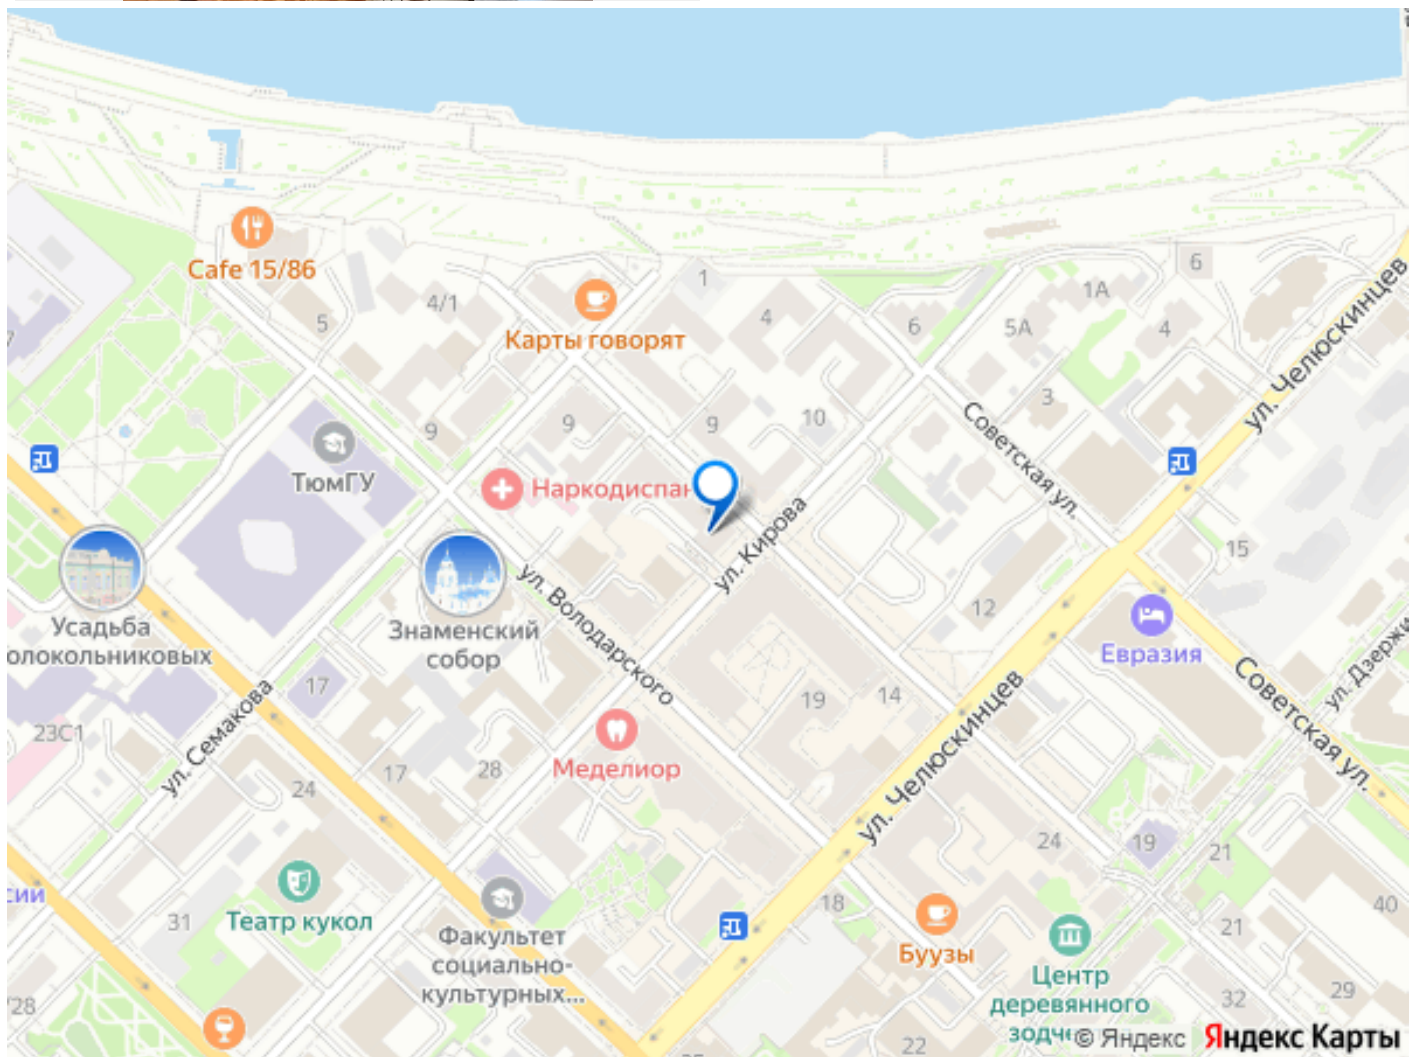 Cafe 15/86
5
4/1
Карты говорят
1
4
6
6
1А
5А
4
3
ул. Челюскинцев
9
9
9
10
Советская ул.
ТюмГУ
Наркодиспан
ул. Кирова
15
12
Усадьба
олокольниковых
Знаменский
собор
ул. Володарского
Евразия
Советская ул.
ул. Дзержи
17
19
14
ул. Челюскинцев
23С1
ул. Семакова
17
28
24
Меделиор
24
19
21
сии
31
Театр кукол
Факультет
социально-
культурных...
18
Буузы
21
40
Центр
деревянного
зодч
32
29
/28
11
22
© Яндекс Яндекс Карты